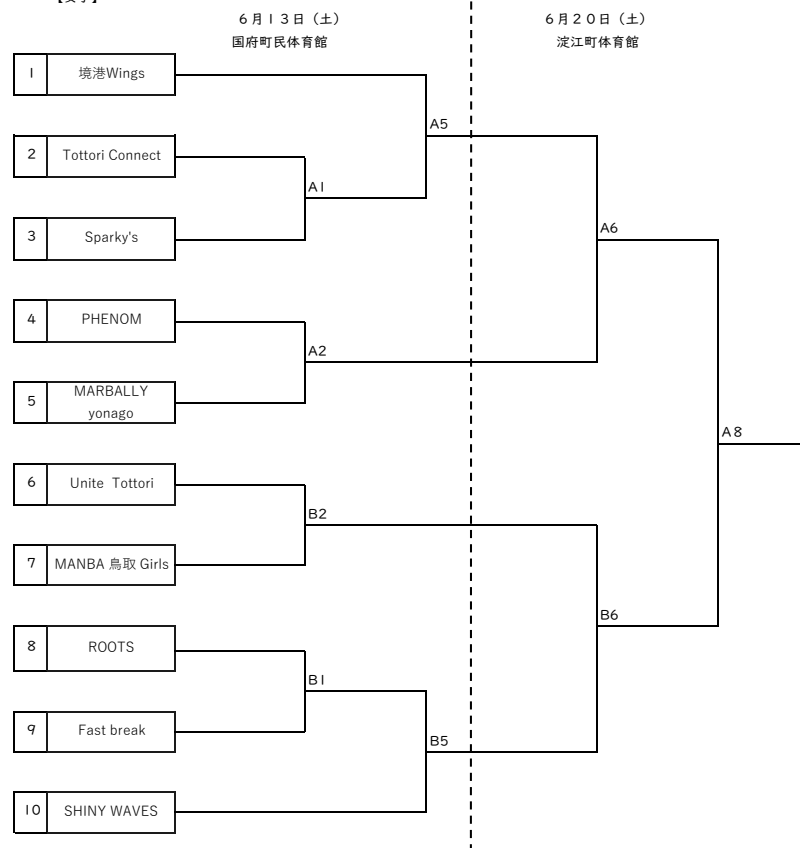 ６月１３日（土）
６月２０日（土）
国府町民体育館
淀江町体育館
1 境港Wings
A5
2 Tottori Connect
A1
3 Sparky's
A6
4 PHENOM
A2
5 MARBALLY
yonago
A8
6 Unite Tottori
B2
7 MANBA 鳥取 Girls
B6
8 ROOTS
B1
9 Fast break
B5
10 SHINY WAVES